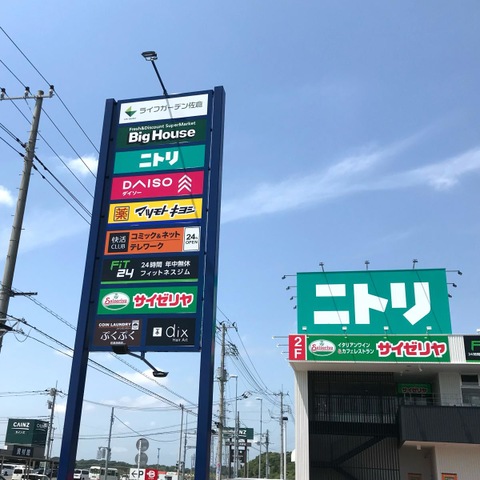 ライフガーデン佐倉
Fresh&Discount SuperMarket
Big House
ニトリ
DAISO
ダイソー
薬 マツモトキヨシ
快活CLUB
コミック&ネット
テレワーク
24h OPEN
FiT24
24時間 年中無休
フィットネスジム
Saizeriya
サイゼリヤ
COIN LAUNDRY
ふくふく
dix
Hair Art
ニトリ
2F
Saizeriya
イタリアンワイン
&カフェレストラン
サイゼリヤ
FiT
24
CAINZ
CAINZ
P